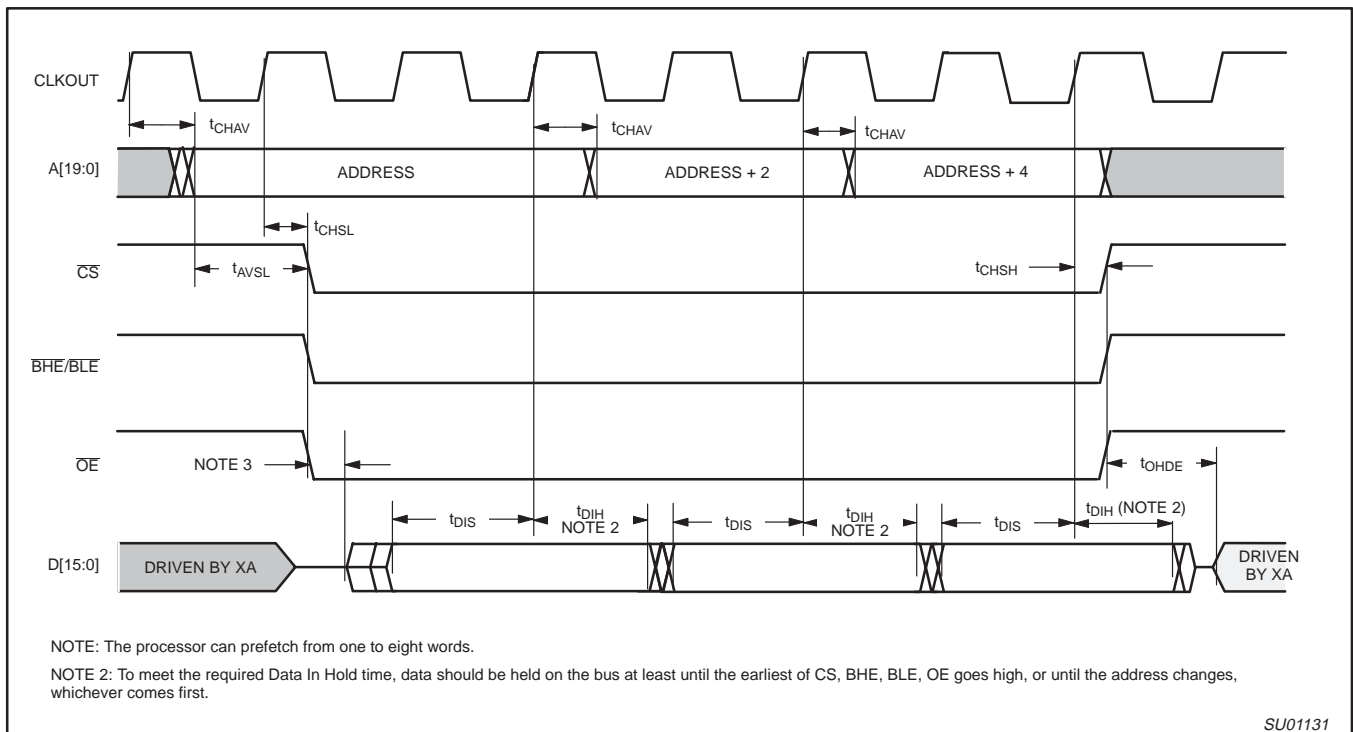 CLKOUT
tCHAV
tCHAV
tCHAV
A[19:0]
ADDRESS
ADDRESS + 2
ADDRESS + 4
tCHSL
CS
tAVSL
tCHSH
BHE/BLE
OE
NOTE 3
tOHDE
tDIS
tDIH
NOTE 2
tDIS
tDIH
NOTE 2
tDIS
tDIH (NOTE 2)
D[15:0]
DRIVEN BY XA
DRIVEN
BY XA
NOTE: The processor can prefetch from one to eight words.
NOTE 2: To meet the required Data In Hold time, data should be held on the bus at least until the earliest of CS, BHE, BLE, OE goes high, or until the address changes,
whichever comes first.
SU01131